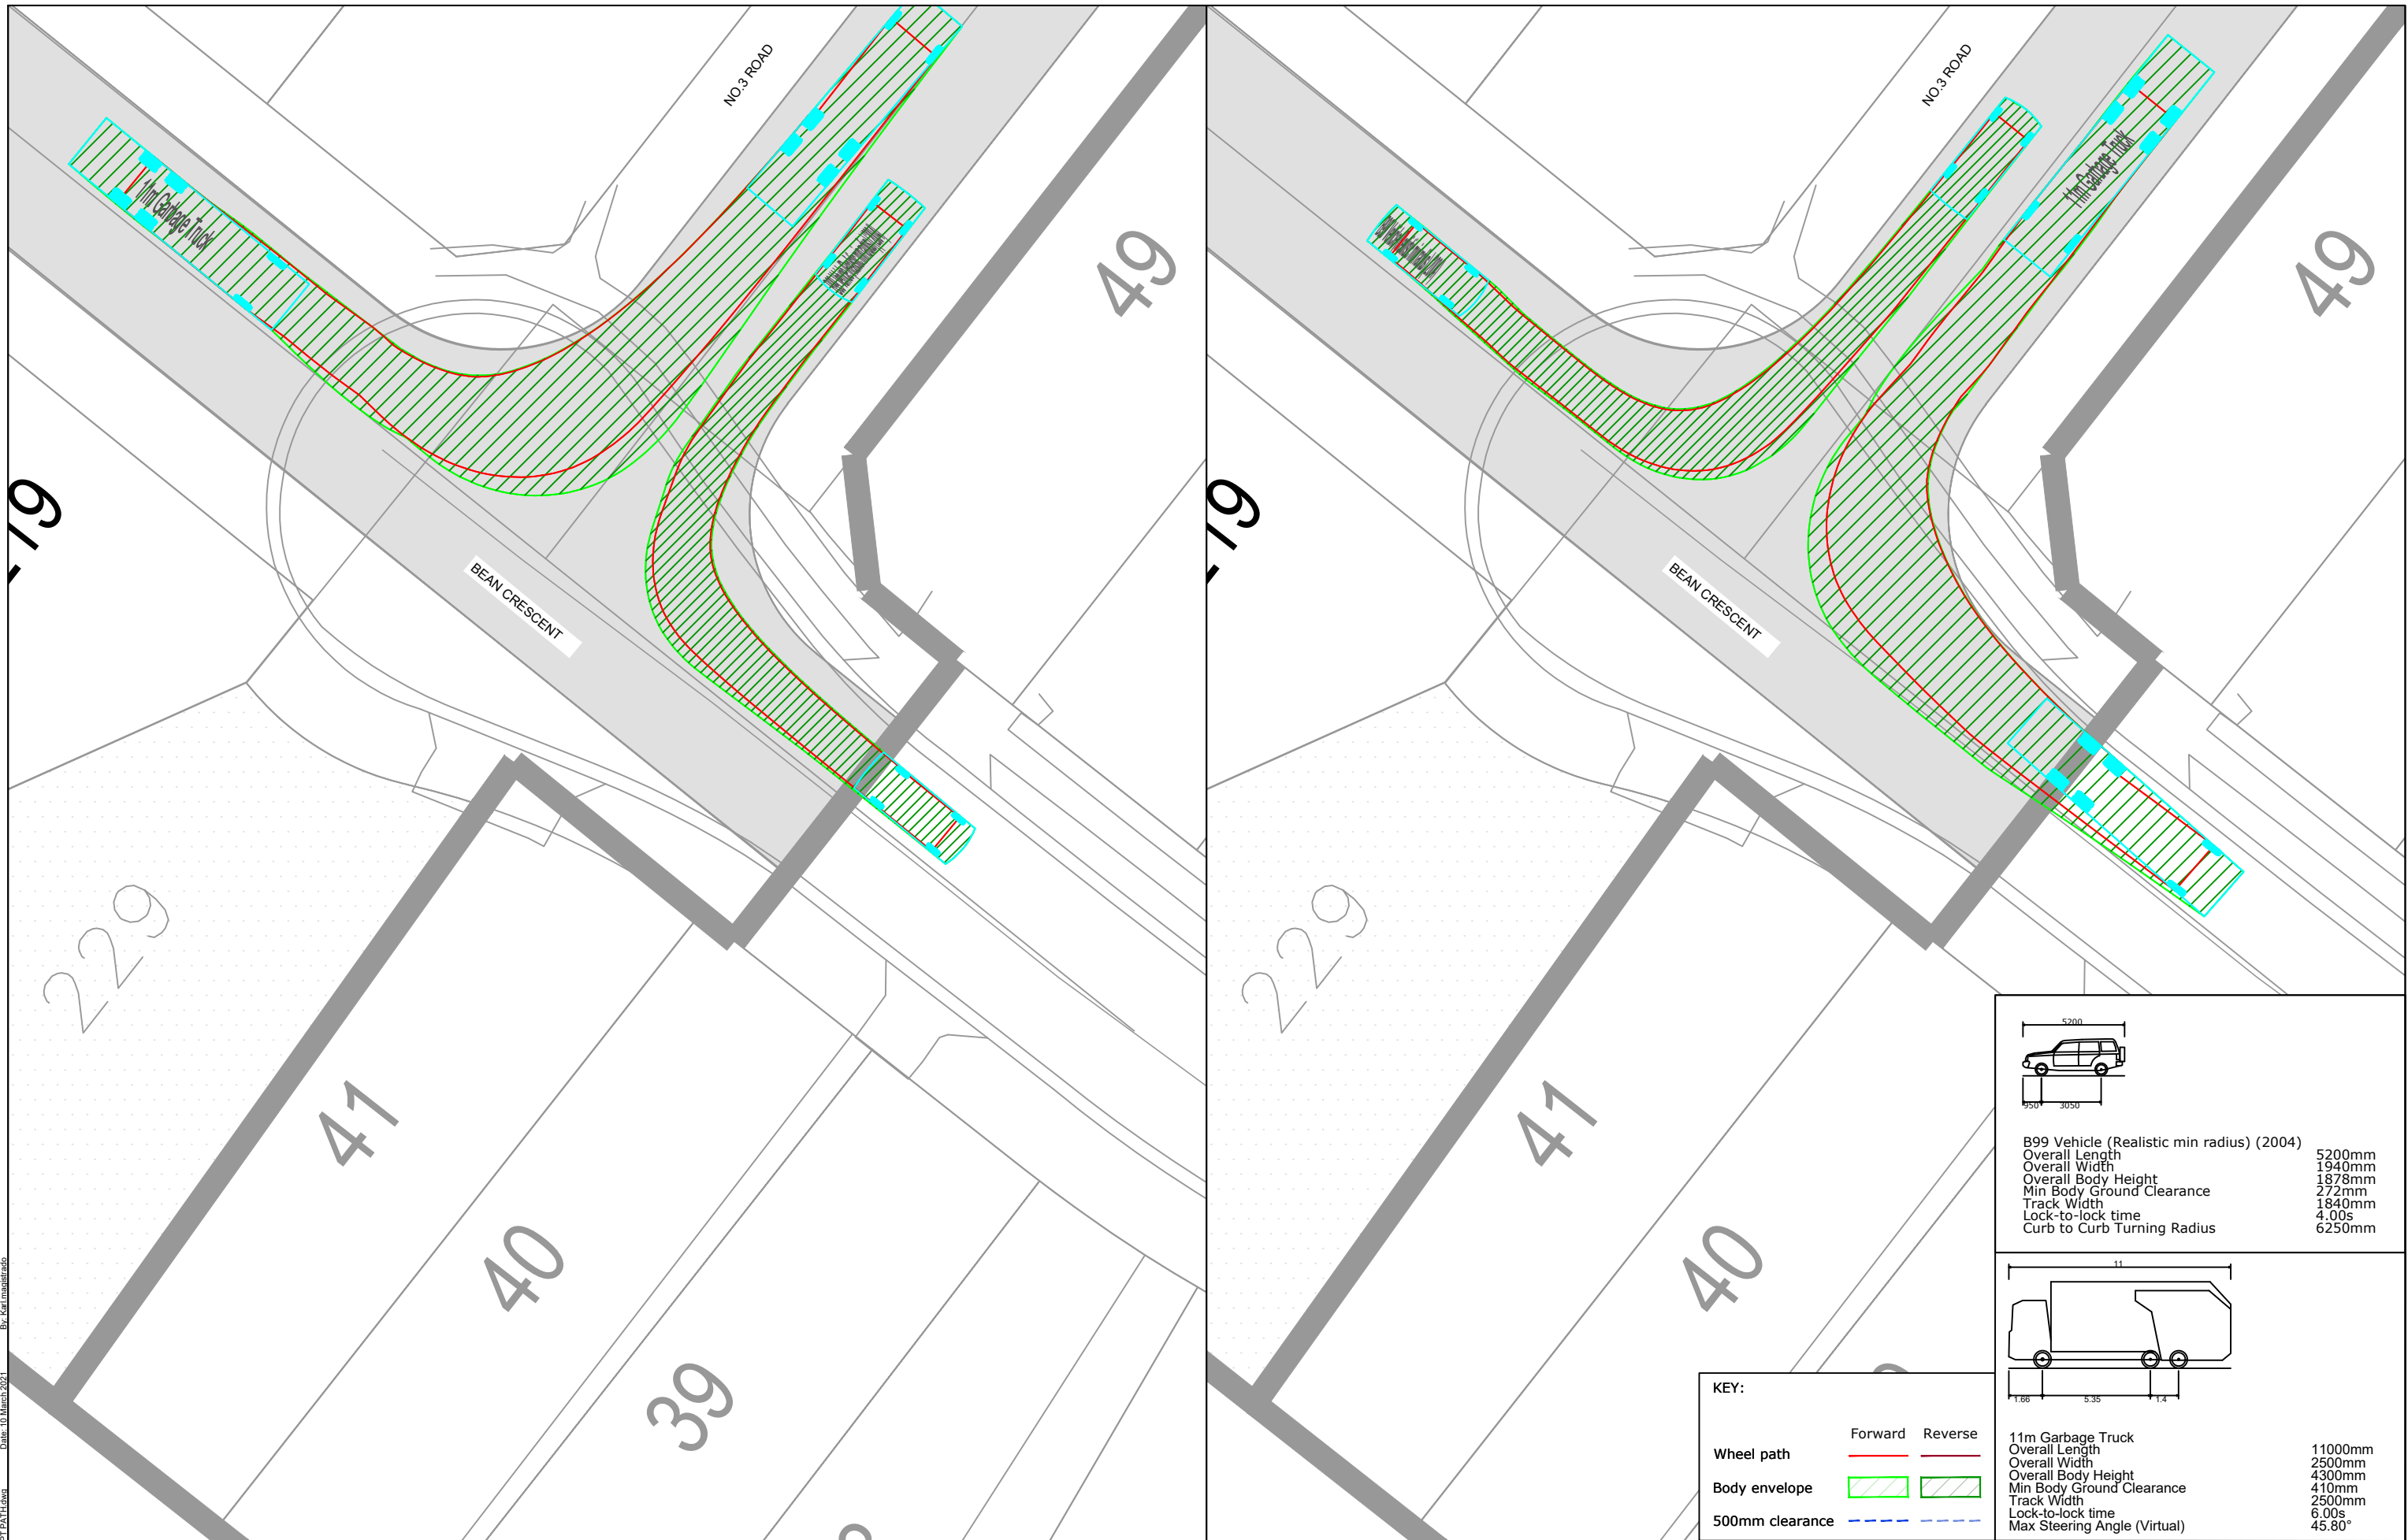 NO.3 ROAD
11m Garbage Truck
49
19
BEAN CRESCENT
229
41
40
39
By: Karl.magistrado
Date: 10 March 2021
PT PATH.dwg
NO.3 ROAD
11m Garbage Truck
49
19
BEAN CRESCENT
229
41
40
5200
950 3050
B99 Vehicle (Realistic min radius) (2004)
Overall Length 5200mm
Overall Width 1940mm
Overall Body Height 1878mm
Min Body Ground Clearance 272mm
Track Width 1840mm
Lock-to-lock time 4.00s
Curb to Curb Turning Radius 6250mm
11
1.66 5.35 1.4
11m Garbage Truck
Overall Length 11000mm
Overall Width 2500mm
Overall Body Height 4300mm
Min Body Ground Clearance 410mm
Track Width 2500mm
Lock-to-lock time 6.00s
Max Steering Angle (Virtual) 45.80°
KEY:
Forward Reverse
Wheel path
Body envelope
500mm clearance